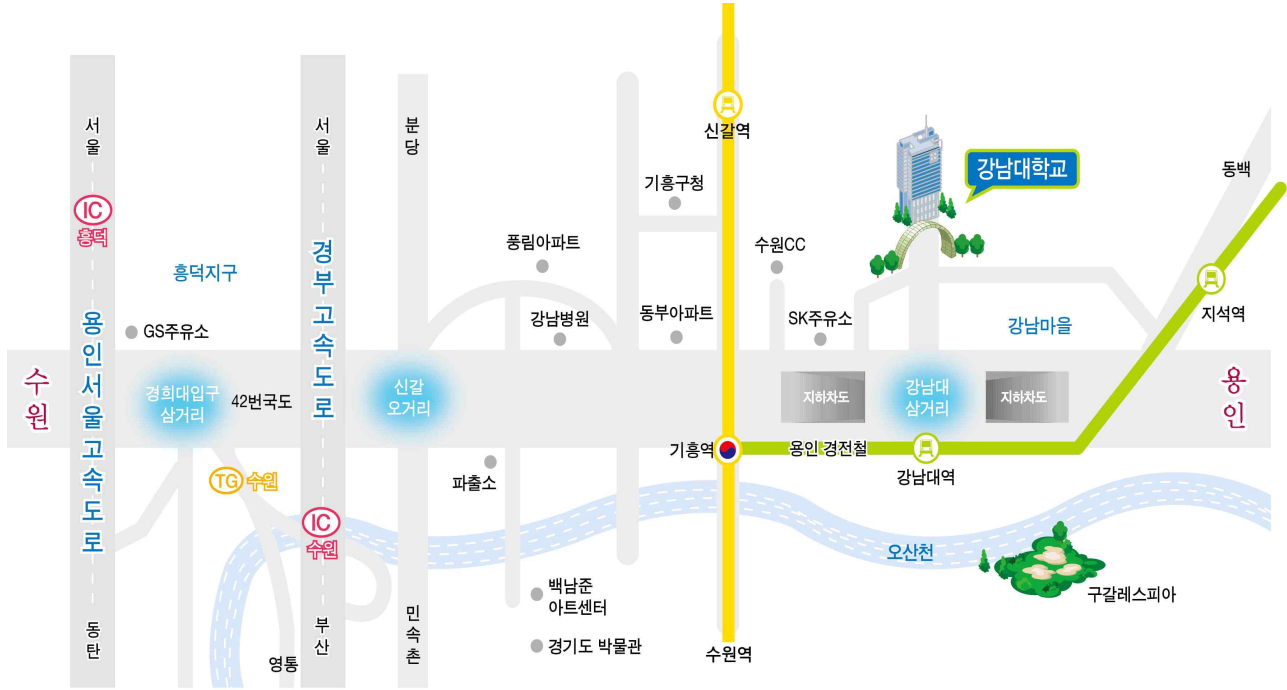 서울
서울
분당
신갈역
동백
강남대학교
기흥구청
IC
흥덕
풍림아파트
수원CC
흥덕지구
경부고속도로
GS주유소
강남병원
동부아파트
SK주유소
강남마을
지석역
용인서울고속도로
수원
경희대입구
삼거리
42번국도
신갈
오거리
지하차도
강남대
삼거리
지하차도
용인
기흥역
용인 경전철
강남대역
TG 수원
파출소
IC
수원
오산천
백남준
아트센터
구갈레스피아
동탄
영통
부산
민속촌
경기도 박물관
수원역